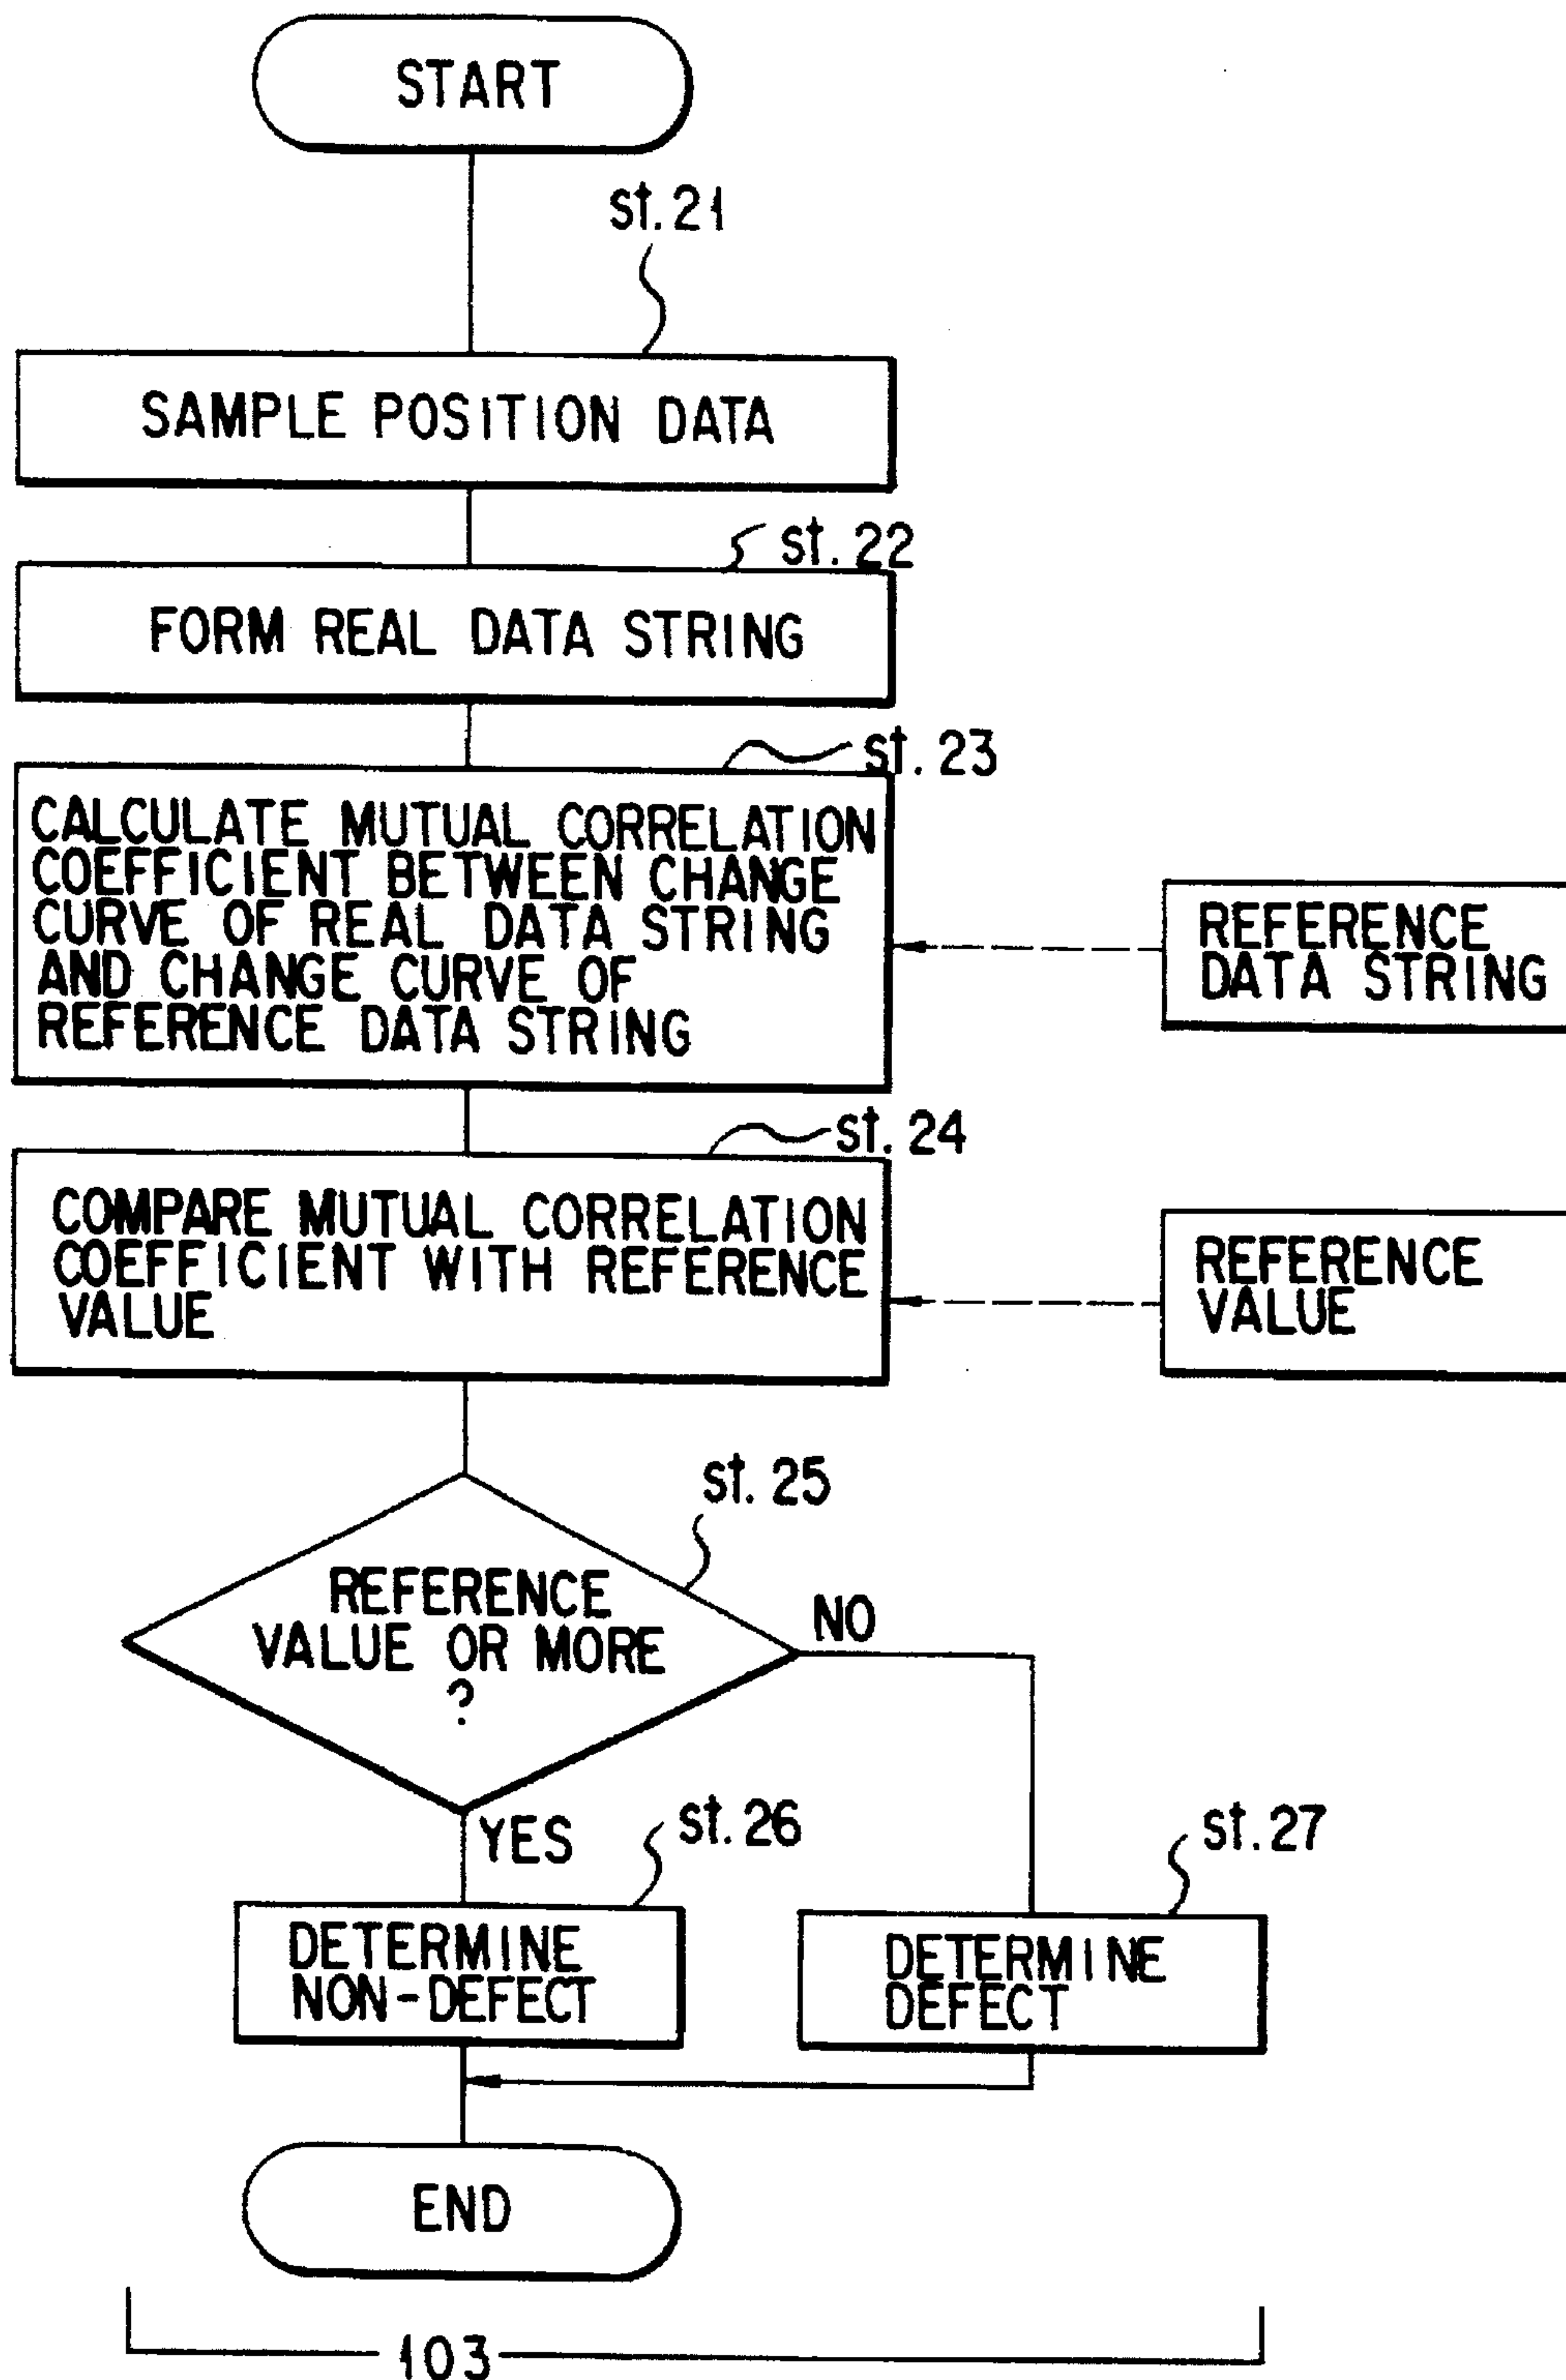 START
st.21
SAMPLE POSITION DATA
st.22
FORM REAL DATA STRING
st.23
CALCULATE MUTUAL CORRELATION
COEFFICIENT BETWEEN CHANGE
CURVE OF REAL DATA STRING
AND CHANGE CURVE OF
REFERENCE DATA STRING
REFERENCE
DATA STRING
st.24
COMPARE MUTUAL CORRELATION
COEFFICIENT WITH REFERENCE
VALUE
REFERENCE
VALUE
st.25
REFERENCE
VALUE OR MORE
?
NO
YES
st.26
st.27
DETERMINE
NON-DEFECT
DETERMINE
DEFECT
END
103